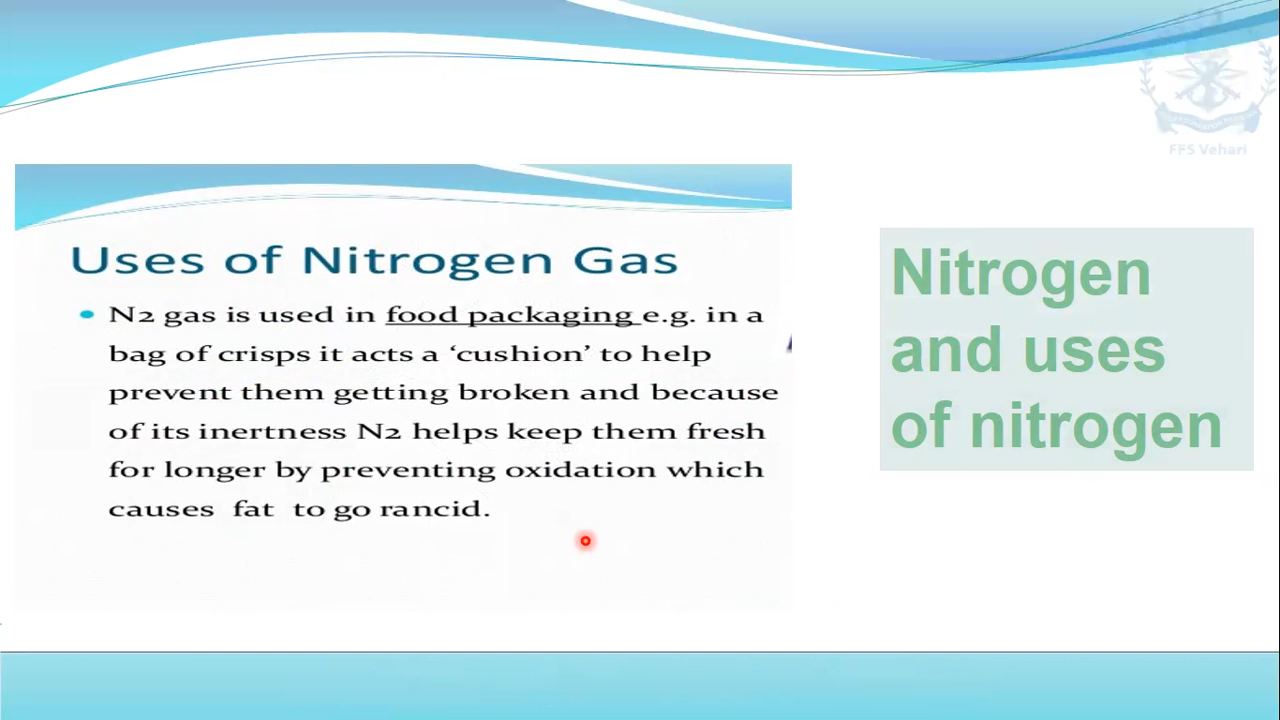 FFS Vehari
Uses of Nitrogen Gas
• N2 gas is used in food packaging e.g. in a
bag of crisps it acts a ‘cushion’ to help
prevent them getting broken and because
of its inertness N2 helps keep them fresh
for longer by preventing oxidation which
causes fat to go rancid.
Nitrogen
and uses
of nitrogen